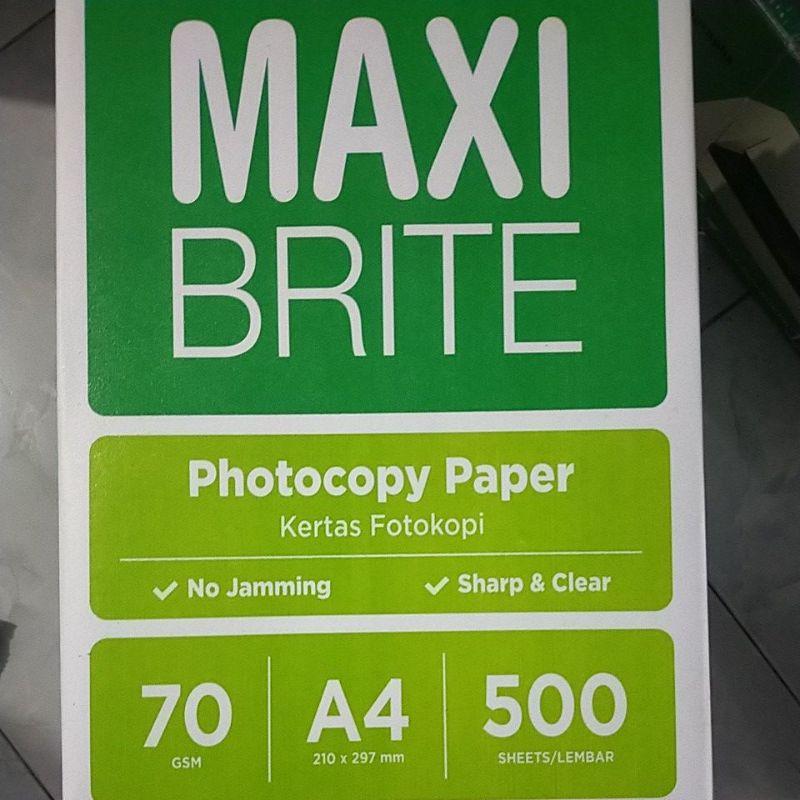 MAXI
BRITE
Photocopy Paper
Kertas Fotokopi
No Jamming
Sharp & Clear
70
GSM
A4
210 x 297 mm
500
SHEETS/LEMBAR